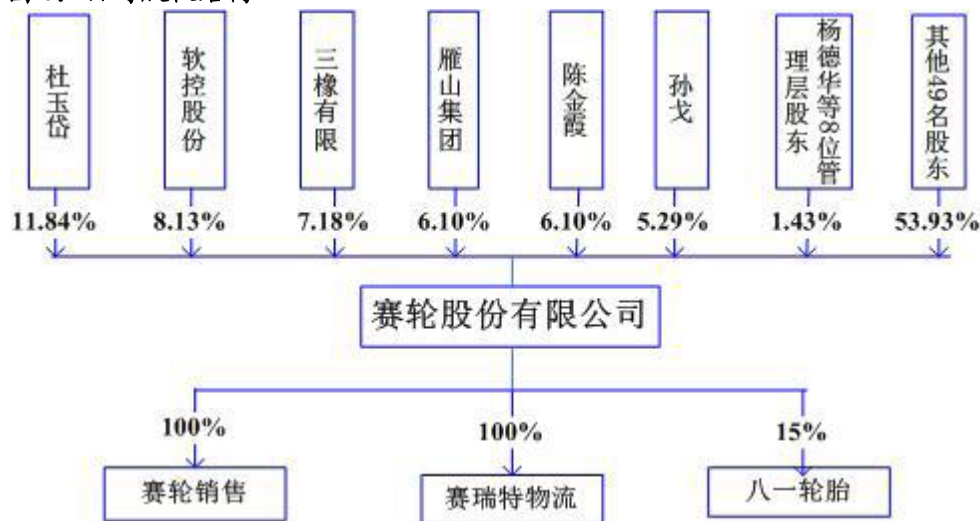 杜玉岱
软控股份
三橡有限
雁山集团
陈金霞
孙戈
杨德华等8位管
理层股东
其他49名股东
11.84%
8.13%
7.18%
6.10%
6.10%
5.29%
1.43%
53.93%
赛轮股份有限公司
100%
100%
15%
赛轮销售
赛瑞特物流
八一轮胎